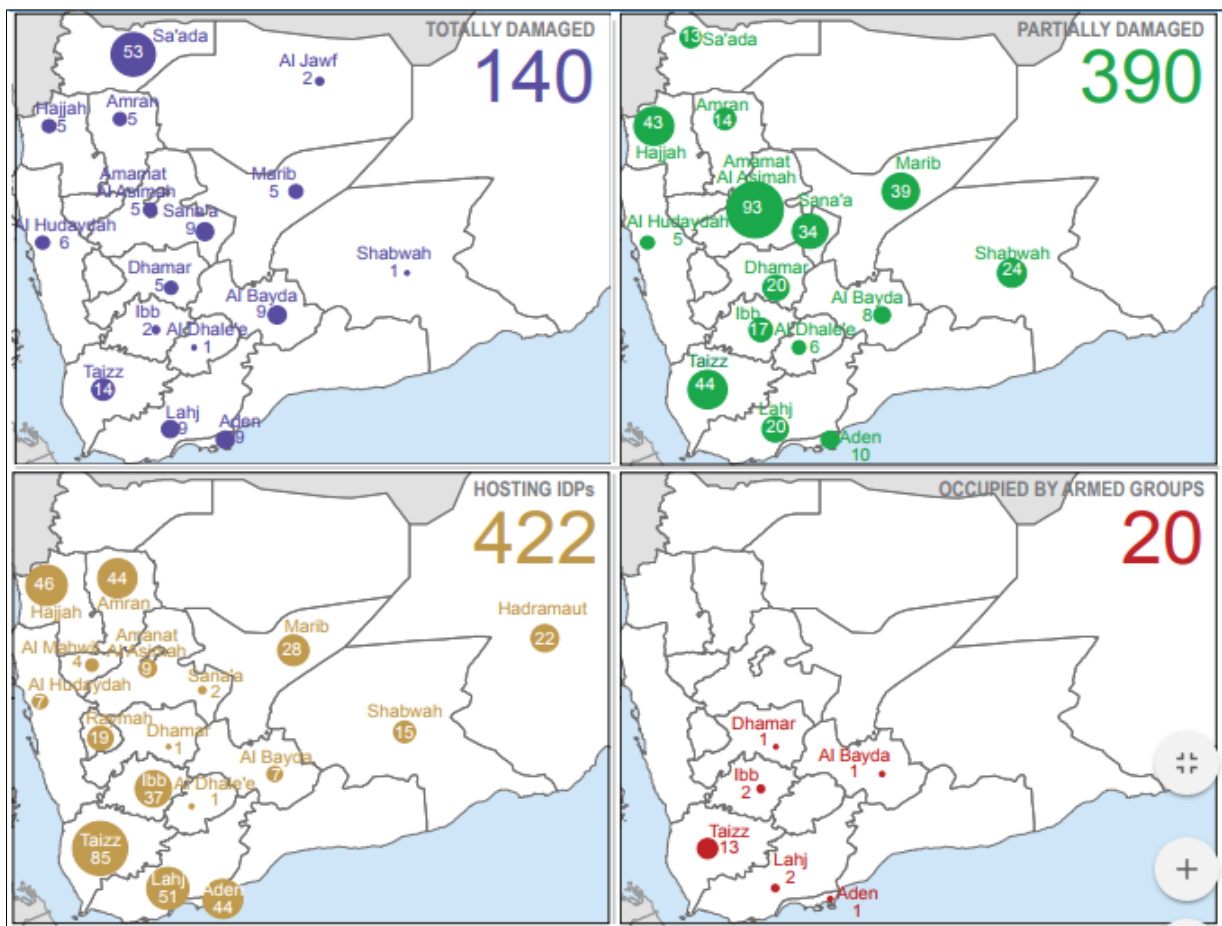 TOTALLY DAMAGED
140
Sa'ada
53
Al Jawf
2
Hajjah
5
Amran
5
Amamat
Al Asimah
5
Marib
5
Sana'a
9
Al Hudaydah
6
Shabwah
1
Dhamar
5
Al Bayda
9
Ibb
2
Al Dhale'e
1
Taizz
14
Lahj
9
Aden
9
PARTIALLY DAMAGED
390
13
Sa'ada
Amran
14
43
Hajjah
Amamat
Al Asimah
93
Marib
39
Sana'a
34
Al Hudaydah
5
Shabwah
24
Dhamar
20
Al Bayda
8
Ibb
17
Al Dhale'e
6
Taizz
44
Lahj
20
Aden
10
HOSTING IDPs
422
46
Hajjah
44
Amran
Hadramaut
22
Marib
28
Al Mahwit
4
Amanat
Al Asimah
9
Sana'a
2
Al Hudaydah
7
Shabwah
15
Raymah
19
Dhamar
1
Al Bayda
7
Ibb
37
Al Dhale'e
1
Taizz
85
Lahj
51
Aden
44
OCCUPIED BY ARMED GROUPS
20
Dhamar
1
Al Bayda
1
Ibb
2
Taizz
13
Lahj
2
Aden
1